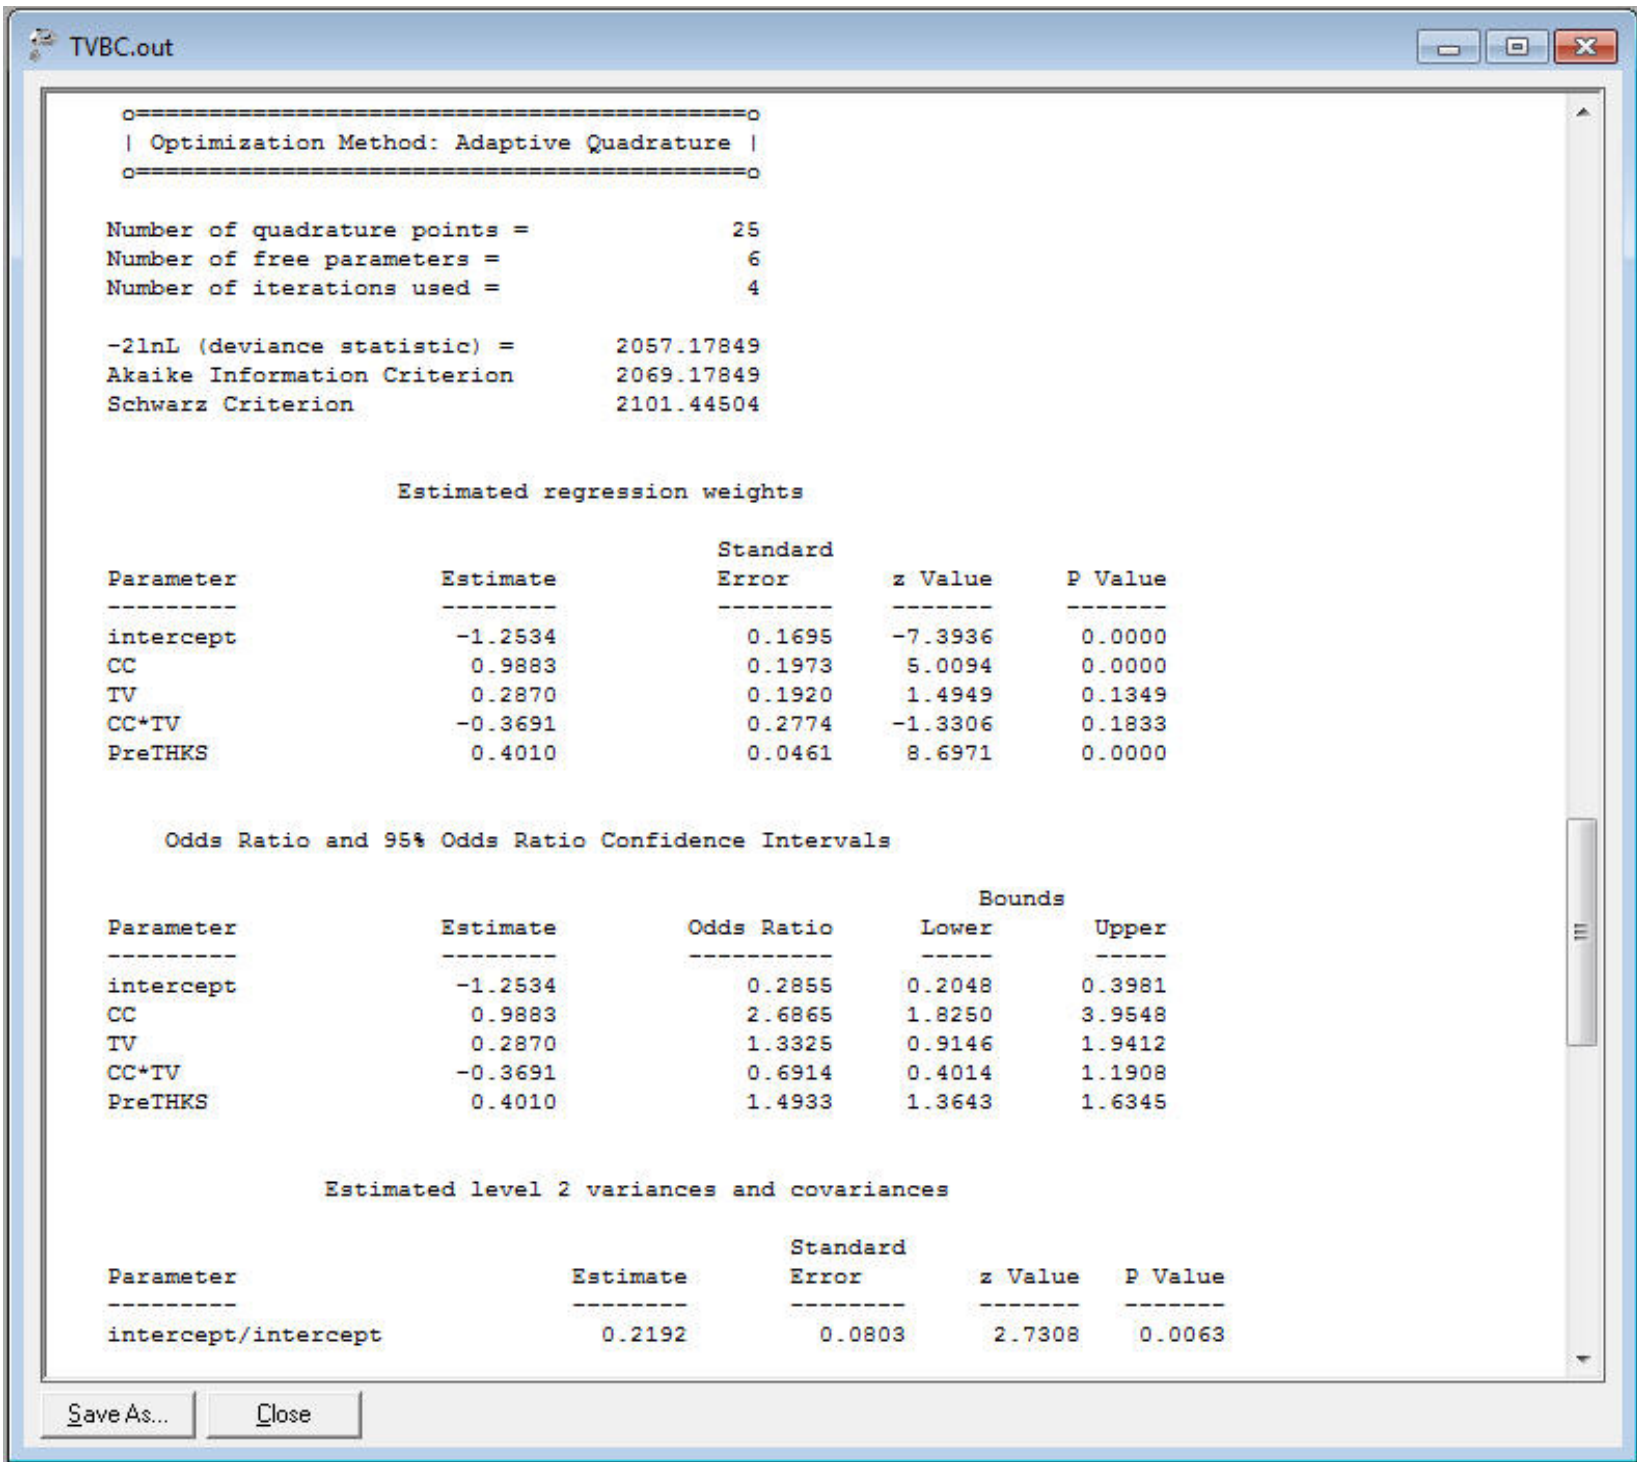 TVBC.out
o==========================================o
| Optimization Method: Adaptive Quadrature |
o==========================================o
Number of quadrature points = 25
Number of free parameters = 6
Number of iterations used = 4
-2lnL (deviance statistic) = 2057.17849
Akaike Information Criterion 2069.17849
Schwarz Criterion 2101.44504
Estimated regression weights
Standard
Parameter Estimate Error z Value P Value
--------- -------- -------- ------- -------
intercept -1.2534 0.1695 -7.3936 0.0000
CC 0.9883 0.1973 5.0094 0.0000
TV 0.2870 0.1920 1.4949 0.1349
CC*TV -0.3691 0.2774 -1.3306 0.1833
PreTHKS 0.4010 0.0461 8.6971 0.0000
Odds Ratio and 95% Odds Ratio Confidence Intervals
Bounds
Parameter Estimate Odds Ratio Lower Upper
--------- -------- ---------- ----- -----
intercept -1.2534 0.2855 0.2048 0.3981
CC 0.9883 2.6865 1.8250 3.9548
TV 0.2870 1.3325 0.9146 1.9412
CC*TV -0.3691 0.6914 0.4014 1.1908
PreTHKS 0.4010 1.4933 1.3643 1.6345
Estimated level 2 variances and covariances
Standard
Parameter Estimate Error z Value P Value
--------- -------- -------- ------- -------
intercept/intercept 0.2192 0.0803 2.7308 0.0063
Save As... Close